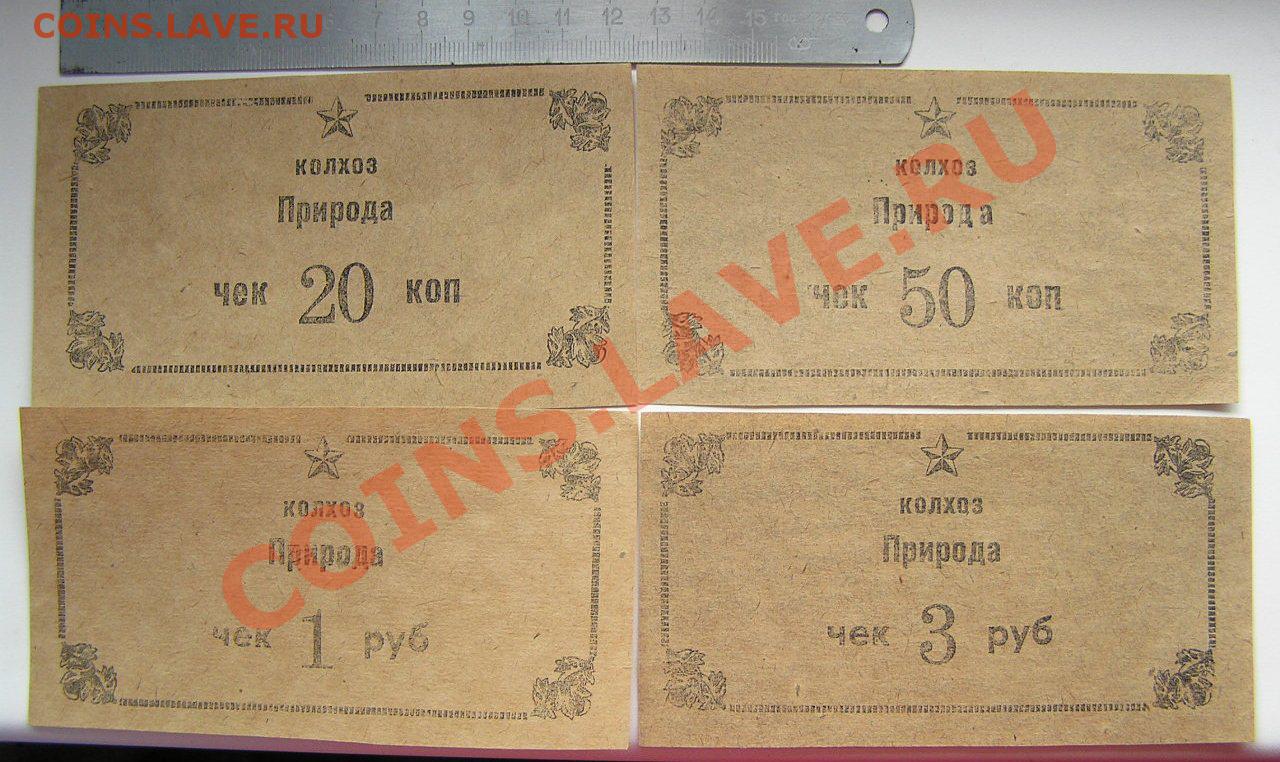 COINS.LAVE.RU
7 8 9 10 11 12 13 14 15 ГОСТ
колхоз
Природа
чек 20 коп
колхоз
Природа
чек 50 коп
колхоз
Природа
чек 1 руб
колхоз
Природа
чек 3 руб
COINS.LAVE.RU